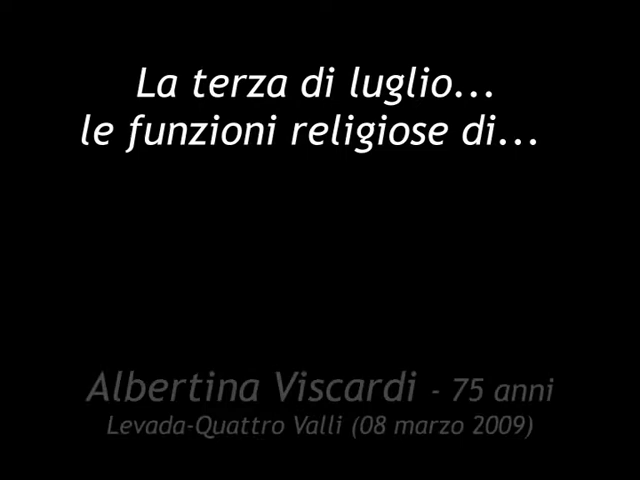 La terza di luglio...
le funzioni religiose di...
Albertina Viscardi - 75 anni
Levada-Quattro Valli (08 marzo 2009)